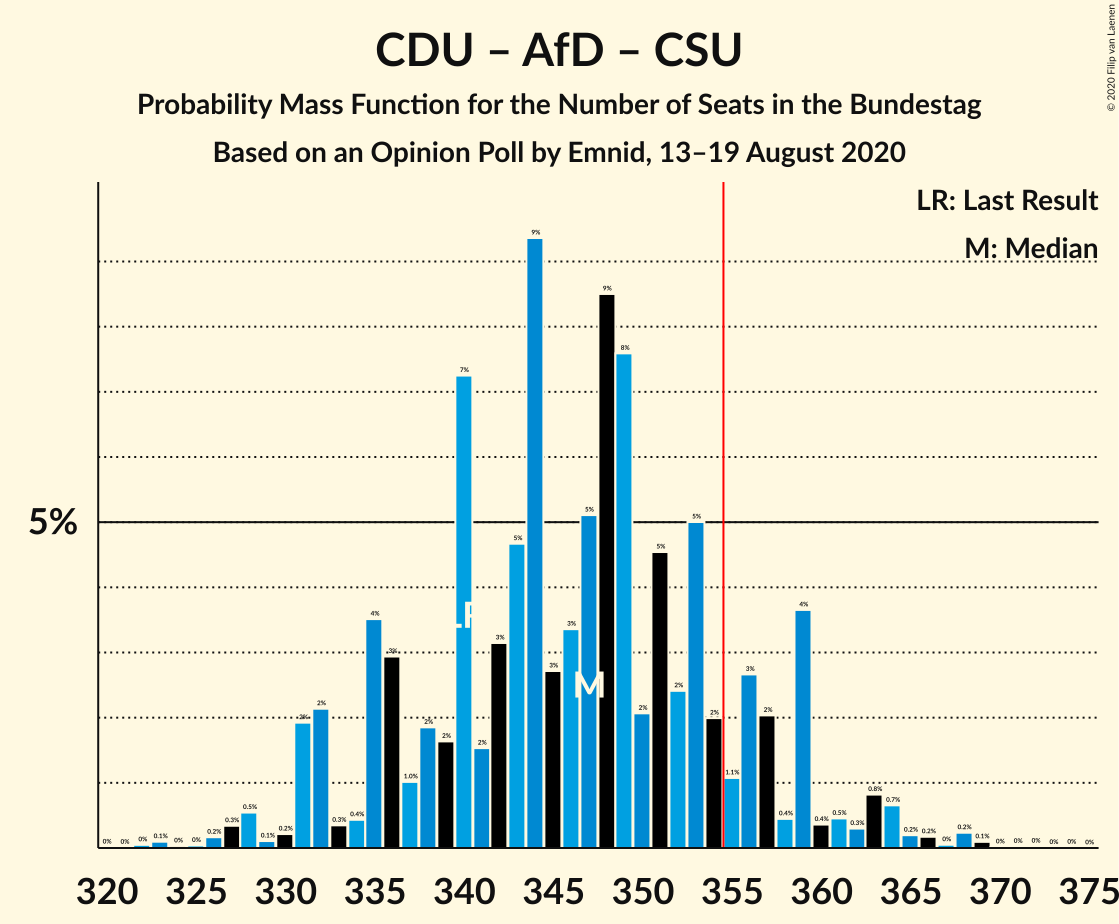 CDU – AfD – CSU
Probability Mass Function for the Number of Seats in the Bundestag
Based on an Opinion Poll by Emnid, 13–19 August 2020
© 2020 Filip van Laenen
LR: Last Result
M: Median
5%
0% 0% 0% 0.1% 0% 0% 0.2% 0.3% 0.5% 0.1% 0.2% 2% 2% 0.3% 0.4% 4% 3% 1.0% 2% 2% 7% 2% 3% 5% 9% 3% 3% 5% 9% 8% 2% 5% 2% 5% 2% 1.1% 3% 2% 0.4% 4% 0.4% 0.5% 0.3% 0.8% 0.7% 0.2% 0.2% 0% 0.2% 0.1% 0% 0% 0% 0% 0% 0%
LR
M
320 325 330 335 340 345 350 355 360 365 370 375